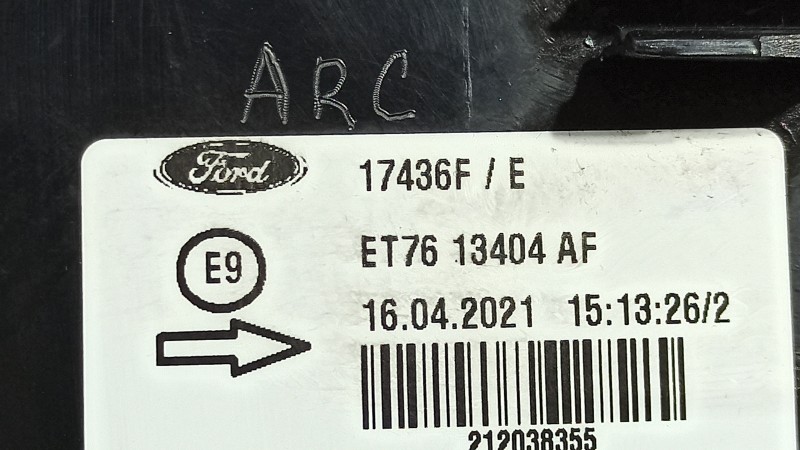 ARC
Ford
17436F / E
ET76 13404 AF
E9
16.04.2021 15:13:26/2
212038355